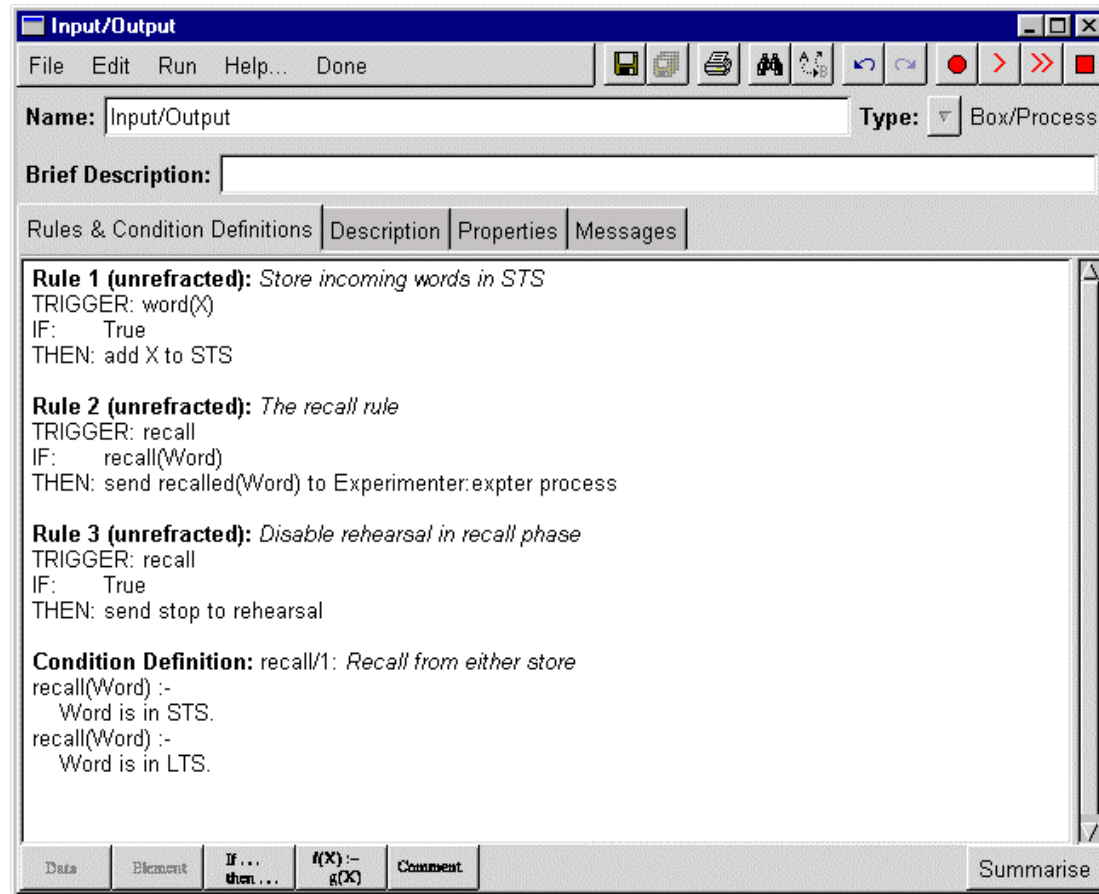 Input/Output
File Edit Run Help... Done
Name: Input/Output Type: Box/Process
Brief Description:
Rules & Condition Definitions Description Properties Messages
Rule 1 (unrefracted): Store incoming words in STS
TRIGGER: word(X)
IF: True
THEN: add X to STS
Rule 2 (unrefracted): The recall rule
TRIGGER: recall
IF: recall(Word)
THEN: send recalled(Word) to Experimenter:expter process
Rule 3 (unrefracted): Disable rehearsal in recall phase
TRIGGER: recall
IF: True
THEN: send stop to rehearsal
Condition Definition: recall/1: Recall from either store
recall(Word) :-
Word is in STS.
recall(Word) :-
Word is in LTS.
Data Element If ... then ... f(X) :- g(X) Comment Summarise